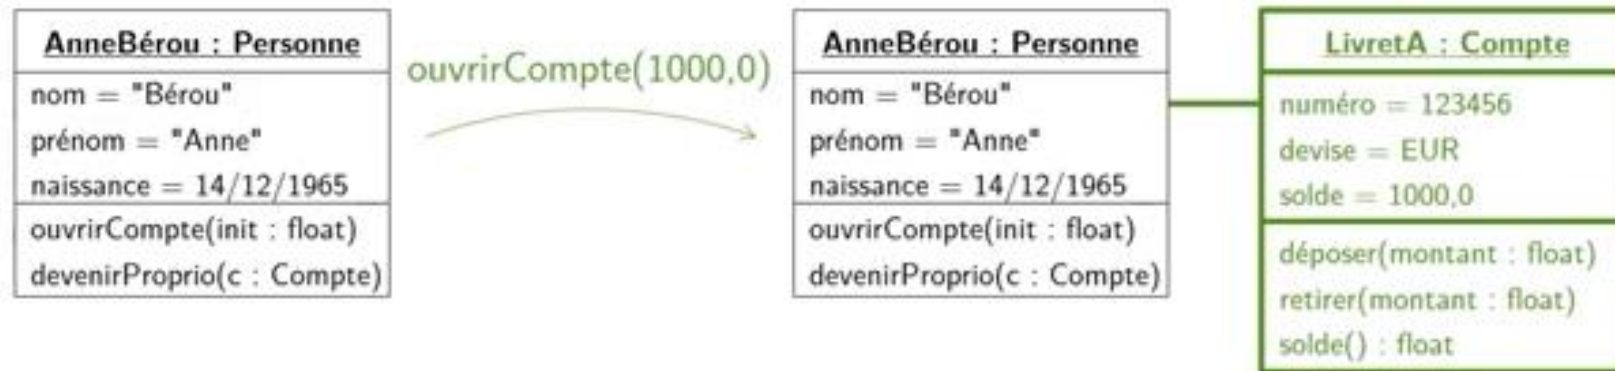 AnneBérou : Personne
nom = "Bérou"
prénom = "Anne"
naissance = 14/12/1965
ouvrirCompte(init : float)
devenirProprio(c : Compte)
ouvrirCompte(1000,0)
AnneBérou : Personne
nom = "Bérou"
prénom = "Anne"
naissance = 14/12/1965
ouvrirCompte(init : float)
devenirProprio(c : Compte)
LivretA : Compte
numéro = 123456
devise = EUR
solde = 1000,0
déposer(montant : float)
retirer(montant : float)
solde() : float